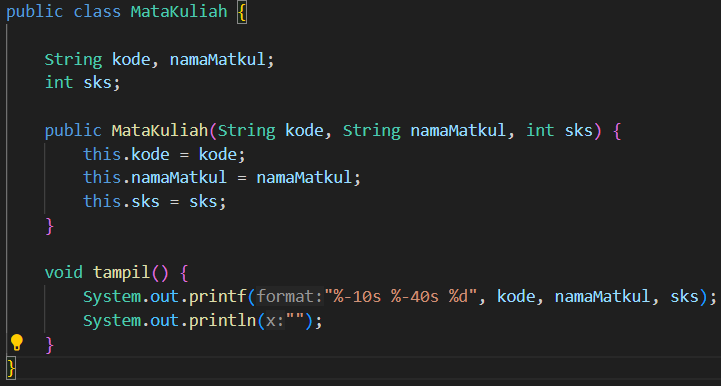 public class MataKuliah {
String kode, namaMatkul;
int sks;
public MataKuliah(String kode, String namaMatkul, int sks) {
this.kode = kode;
this.namaMatkul = namaMatkul;
this.sks = sks;
}
void tampil() {
System.out.printf(format:"%-10s %-40s %d", kode, namaMatkul, sks);
System.out.println(x:"");
}
}